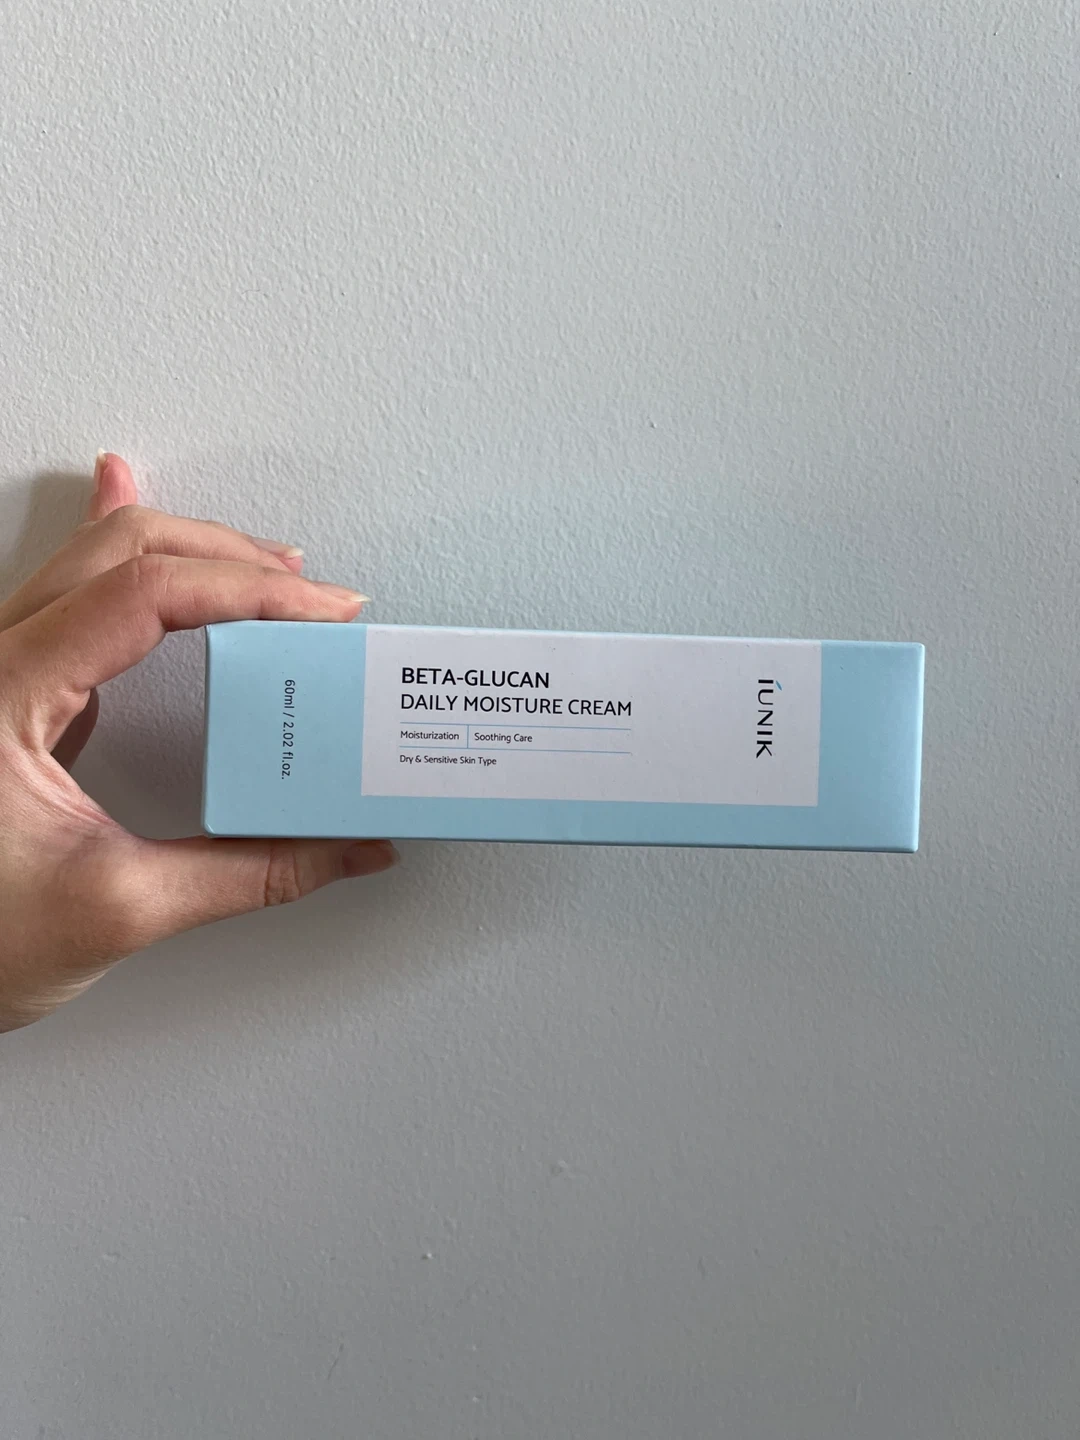 BETA-GLUCAN
DAILY MOISTURE CREAM
Moisturization | Soothing Care
Dry & Sensitive Skin Type
60ml / 2.02 fl.oz.
IUNIK